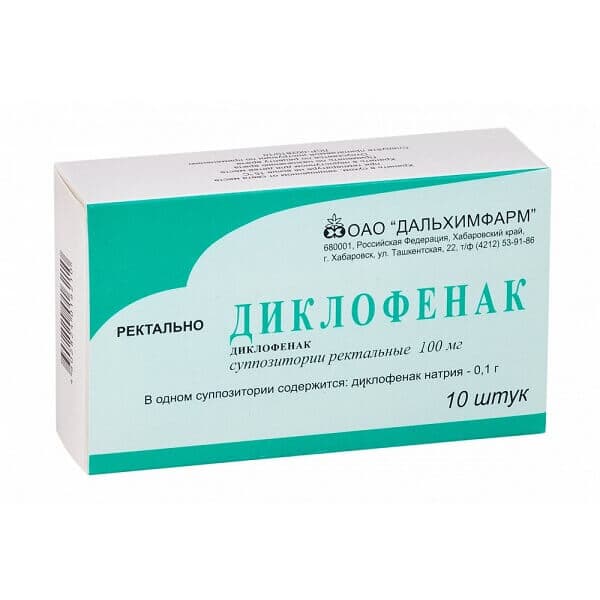 ОАО "ДАЛЬХИМФАРМ"
680001, Российская Федерация, Хабаровский край,
г. Хабаровск, ул. Ташкентская, 22, т/ф (4212) 53-91-86
РЕКТАЛЬНО
ДИКЛОФЕНАК
ДИКЛОФЕНАК
суппозитории ректальные 100 мг
В одном суппозитории содержится: диклофенак натрия - 0,1 г
10 штук